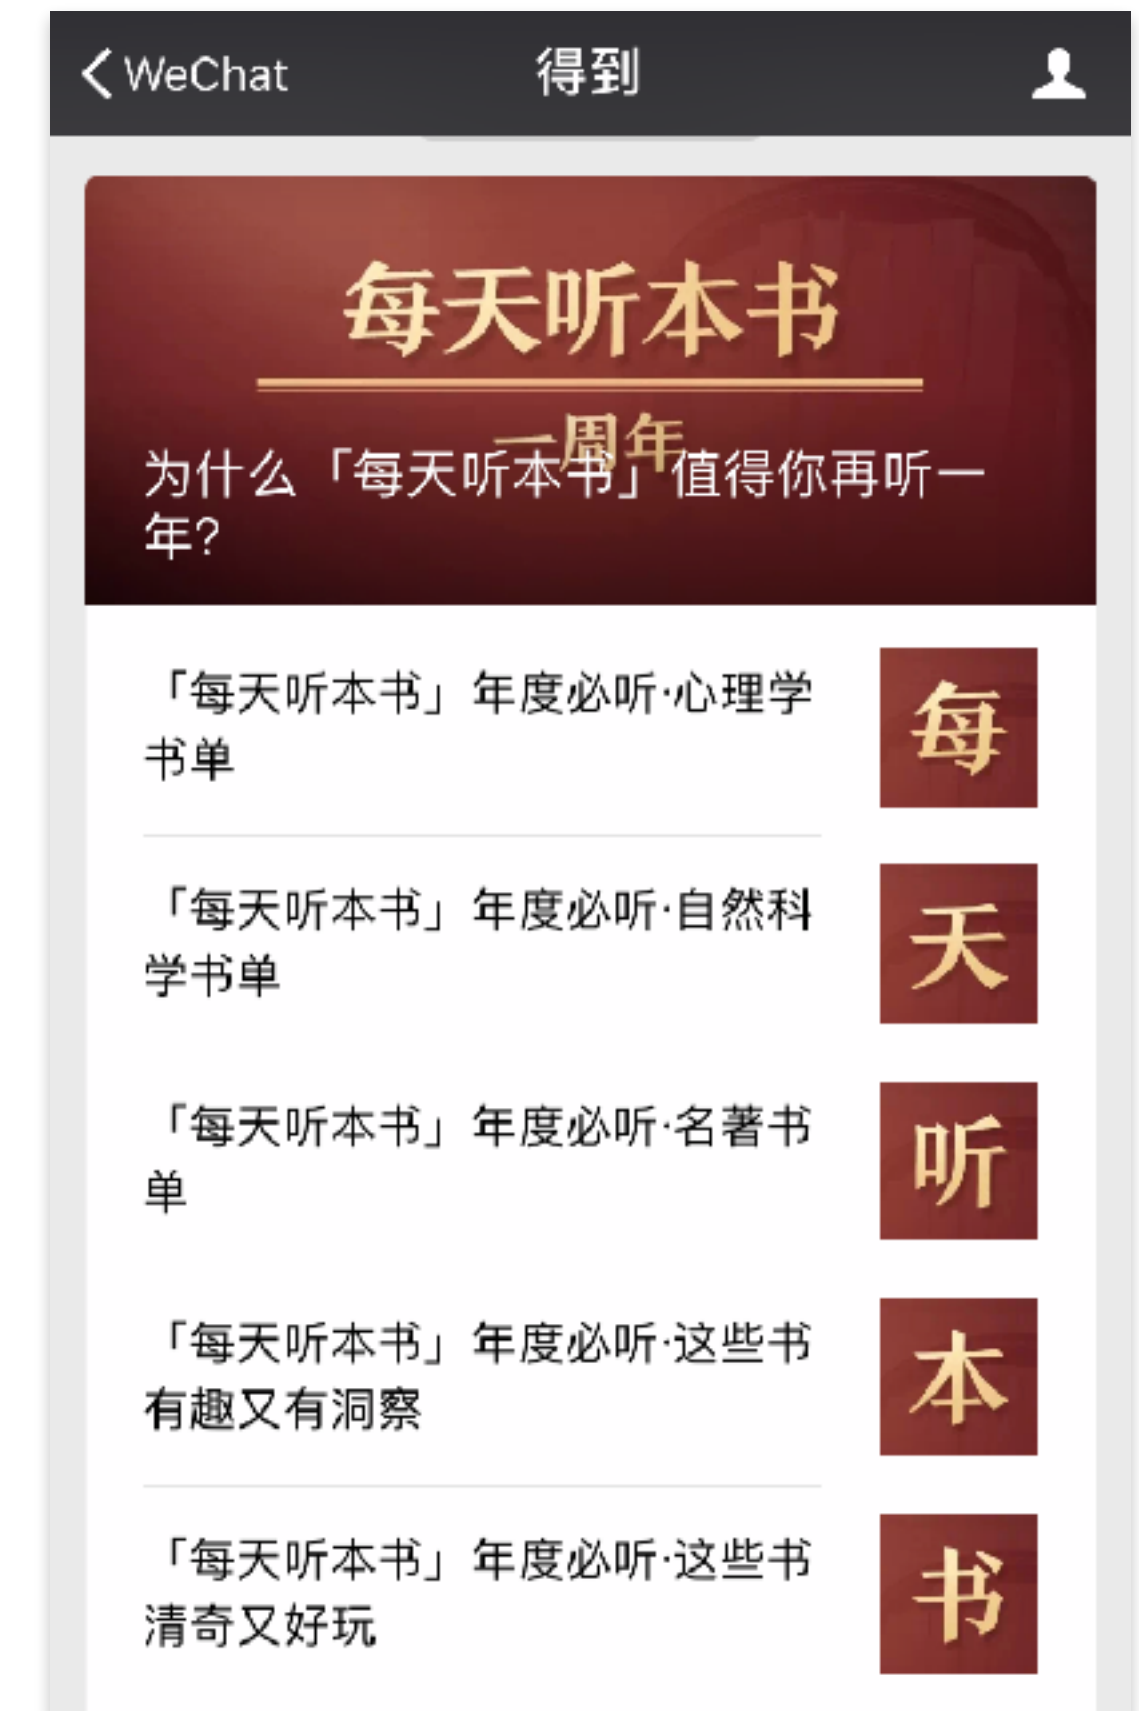 WeChat
得到
每天听本书
一周年
为什么「每天听本书」值得你再听一
年?
「每天听本书」年度必听·心理学
书单
每
「每天听本书」年度必听·自然科
学书单
天
「每天听本书」年度必听·名著书
单
听
「每天听本书」年度必听·这些书
有趣又有洞察
本
「每天听本书」年度必听·这些书
清奇又好玩
书